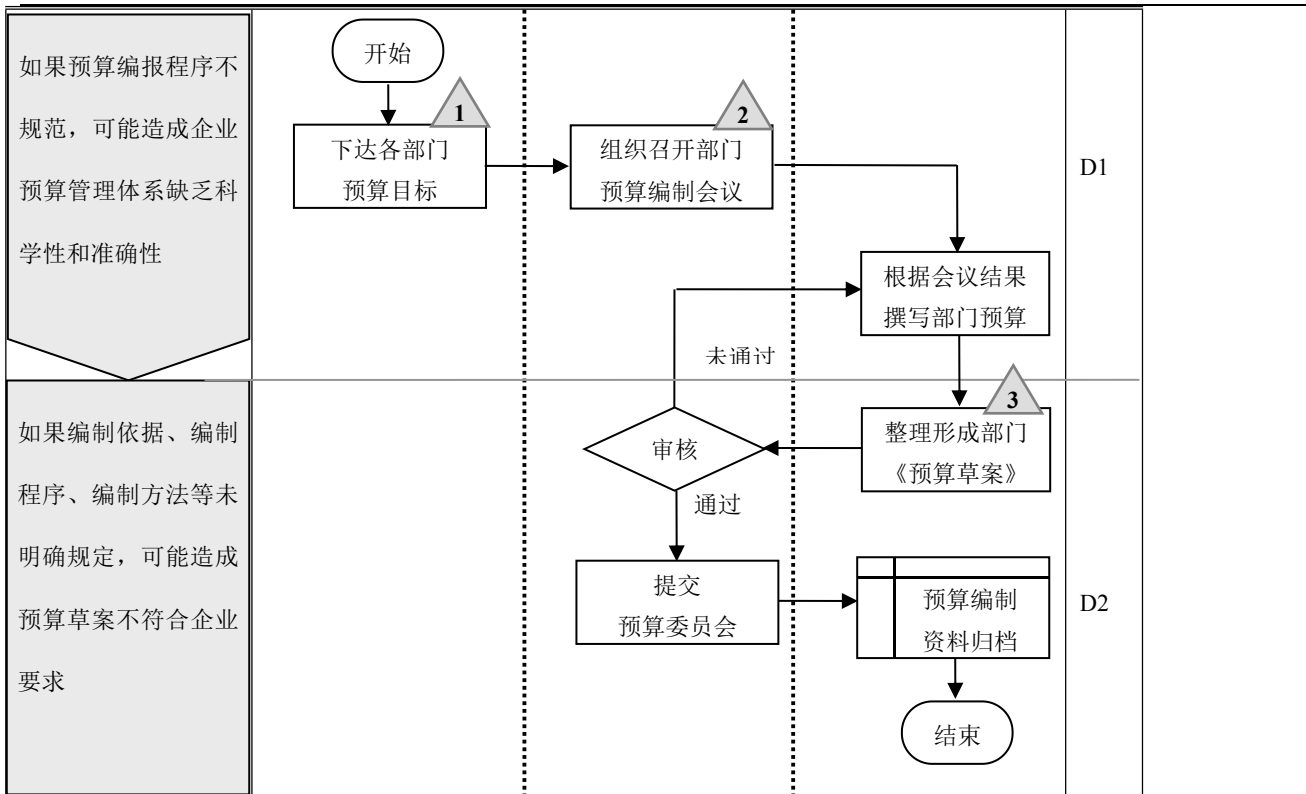 如果预算编报程序不
规范，可能造成企业
预算管理体系缺乏科
学性和准确性
开始
1
下达各部门
预算目标
2
组织召开部门
预算编制会议
D1
根据会议结果
撰写部门预算
未通过
如果编制依据、编制
程序、编制方法等未
明确规定，可能造成
预算草案不符合企业
要求
3
整理形成部门
《预算草案》
审核
通过
提交
预算委员会
预算编制
资料归档
D2
结束